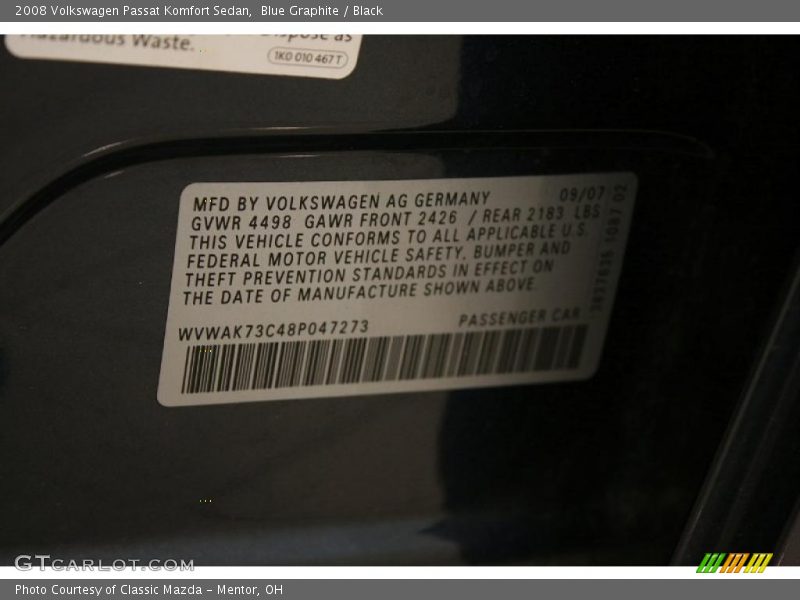 2008 Volkswagen Passat Komfort Sedan,  Blue Graphite / Black
Hazardous Waste. Dispose as
1K0 010 467 T
MFD BY VOLKSWAGEN AG GERMANY 09/07
GVWR 4498 GAWR FRONT 2426 / REAR 2183 LBS
THIS VEHICLE CONFORMS TO ALL APPLICABLE U.S.
FEDERAL MOTOR VEHICLE SAFETY, BUMPER AND
THEFT PREVENTION STANDARDS IN EFFECT ON
THE DATE OF MANUFACTURE SHOWN ABOVE.
WVWAK73C48P047273 PASSENGER CAR
GTCARLOT.COM
Photo Courtesy of Classic Mazda - Mentor, OH